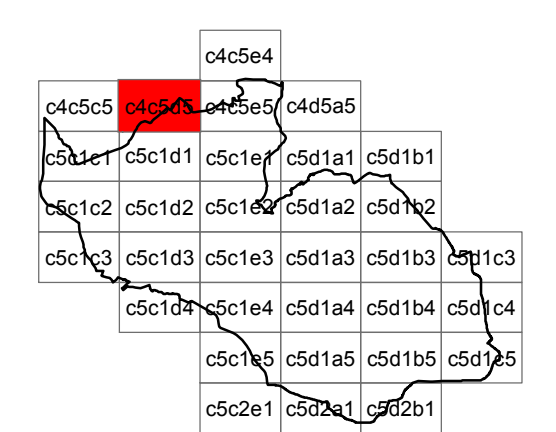 c4c5e4
c4c5c5 c4c5d5 c4c5e5 c4d5a5
c5c1c1 c5c1d1 c5c1e1 c5d1a1 c5d1b1
c5c1c2 c5c1d2 c5c1e2 c5d1a2 c5d1b2
c5c1c3 c5c1d3 c5c1e3 c5d1a3 c5d1b3 c5d1c3
c5c1d4 c5c1e4 c5d1a4 c5d1b4 c5d1c4
c5c1e5 c5d1a5 c5d1b5 c5d1c5
c5c2e1 c5d2a1 c5d2b1